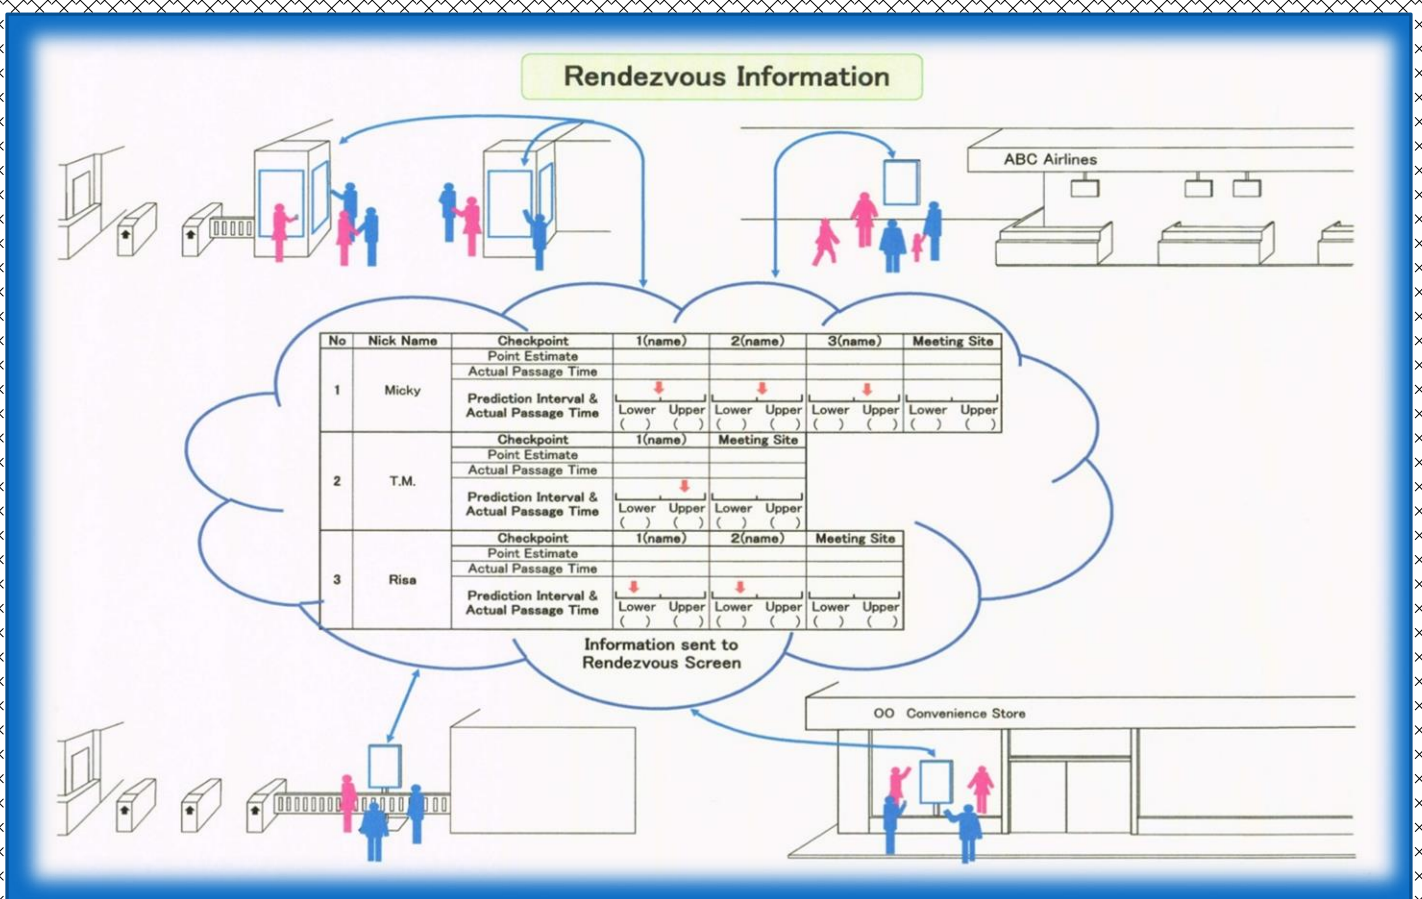 Rendezvous Information
ABC Airlines
No Nick Name Checkpoint 1(name) 2(name) 3(name) Meeting Site
Point Estimate
Actual Passage Time
1 Micky
Prediction Interval &
Actual Passage Time
Lower Upper Lower Upper Lower Upper Lower Upper
( ) ( ) ( ) ( ) ( ) ( ) ( ) ( )
Checkpoint 1(name) Meeting Site
Point Estimate
Actual Passage Time
2 T.M.
Prediction Interval &
Actual Passage Time
Lower Upper Lower Upper
( ) ( ) ( ) ( )
Checkpoint 1(name) 2(name) Meeting Site
Point Estimate
Actual Passage Time
3 Risa
Prediction Interval &
Actual Passage Time
Lower Upper Lower Upper Lower Upper
( ) ( ) ( ) ( ) ( ) ( )
Information sent to
Rendezvous Screen
OO Convenience Store